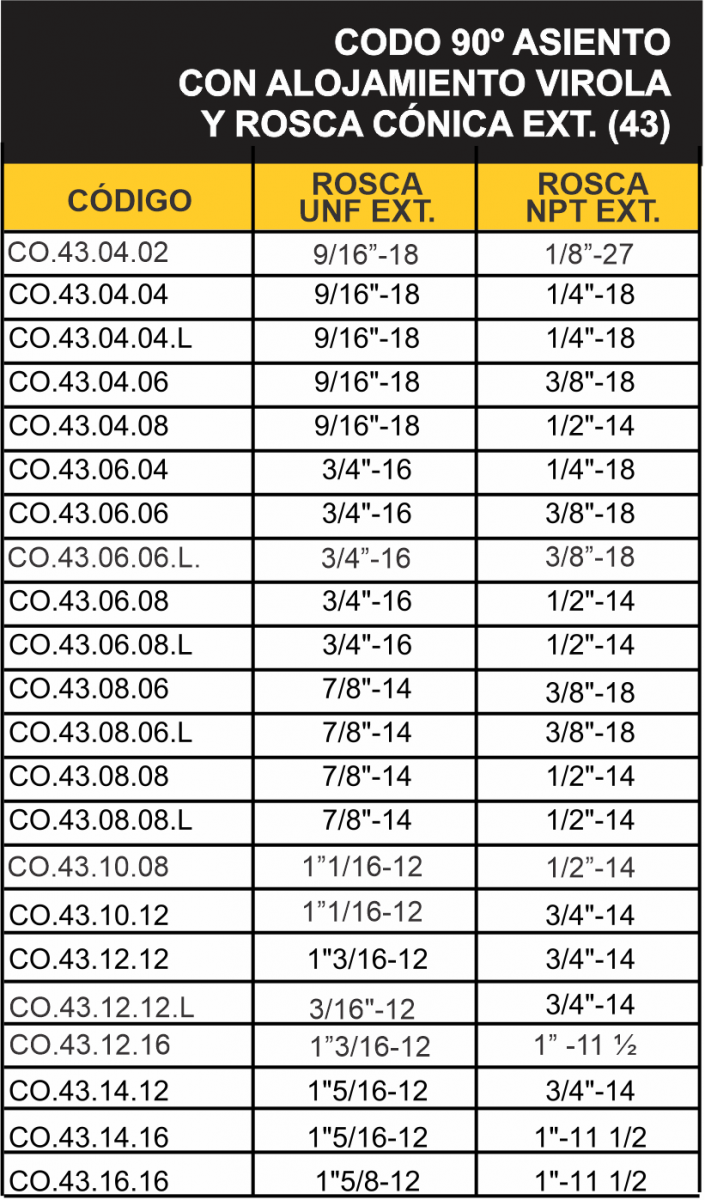 CODO 90º ASIENTO
CON ALOJAMIENTO VIROLA
Y ROSCA CÓNICA EXT. (43)
CÓDIGO ROSCA UNF EXT. ROSCA NPT EXT.
CO.43.04.02 9/16”-18 1/8”-27
CO.43.04.04 9/16"-18 1/4"-18
CO.43.04.04.L 9/16"-18 1/4"-18
CO.43.04.06 9/16"-18 3/8"-18
CO.43.04.08 9/16"-18 1/2"-14
CO.43.06.04 3/4"-16 1/4"-18
CO.43.06.06 3/4"-16 3/8"-18
CO.43.06.06.L. 3/4”-16 3/8”-18
CO.43.06.08 3/4"-16 1/2"-14
CO.43.06.08.L 3/4"-16 1/2"-14
CO.43.08.06 7/8"-14 3/8"-18
CO.43.08.06.L 7/8"-14 3/8"-18
CO.43.08.08 7/8"-14 1/2"-14
CO.43.08.08.L 7/8"-14 1/2"-14
CO.43.10.08 1”1/16-12 1/2”-14
CO.43.10.12 1”1/16-12 3/4"-14
CO.43.12.12 1"3/16-12 3/4"-14
CO.43.12.12.L 3/16"-12 3/4"-14
CO.43.12.16 1”3/16-12 1” -11 ½
CO.43.14.12 1"5/16-12 3/4"-14
CO.43.14.16 1"5/16-12 1"-11 1/2
CO.43.16.16 1"5/8-12 1"-11 1/2